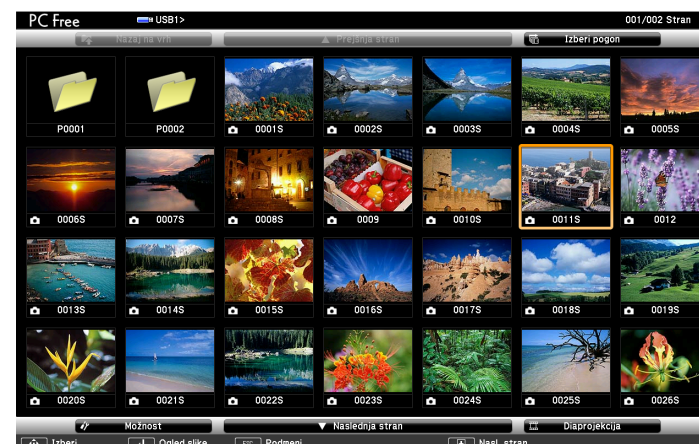 PC Free USB1> 001/002 Stran
Nazaj na vrh Prejšnja stran Izberi pogon
P0001 P0002 0001S 0002S 0003S 0004S 0005S
0006S 0007S 0008S 0009 0010S 0011S 0012
0013S 0014S 0015S 0016S 0017S 0018S 0019S
0020S 0021S 0022S 0023S 0024S 0025S 0026S
Možnost Naslednja stran Diaprojekcija
Izberi Ogled slike ESC Podmeni Nasl. stran